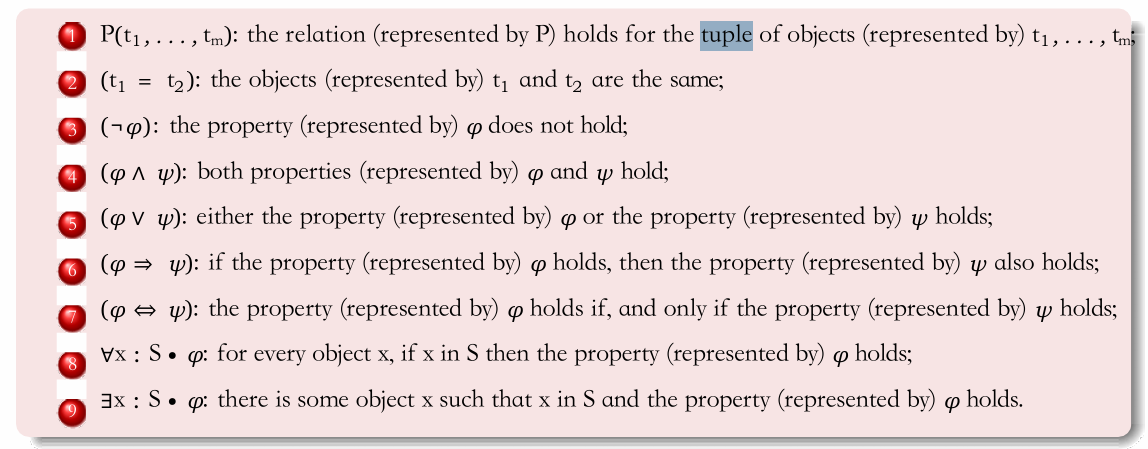 1 P(t₁, . . . , tₘ): the relation (represented by P) holds for the tuple of objects (represented by) t₁, . . . , tₘ;
2 (t₁ = t₂): the objects (represented by) t₁ and t₂ are the same;
3 (¬φ): the property (represented by) φ does not hold;
4 (φ ∧ ψ): both properties (represented by) φ and ψ hold;
5 (φ ∨ ψ): either the property (represented by) φ or the property (represented by) ψ holds;
6 (φ ⇒ ψ): if the property (represented by) φ holds, then the property (represented by) ψ also holds;
7 (φ ⇔ ψ): the property (represented by) φ holds if, and only if the property (represented by) ψ holds;
8 ∀x : S • φ: for every object x, if x in S then the property (represented by) φ holds;
9 ∃x : S • φ: there is some object x such that x in S and the property (represented by) φ holds.